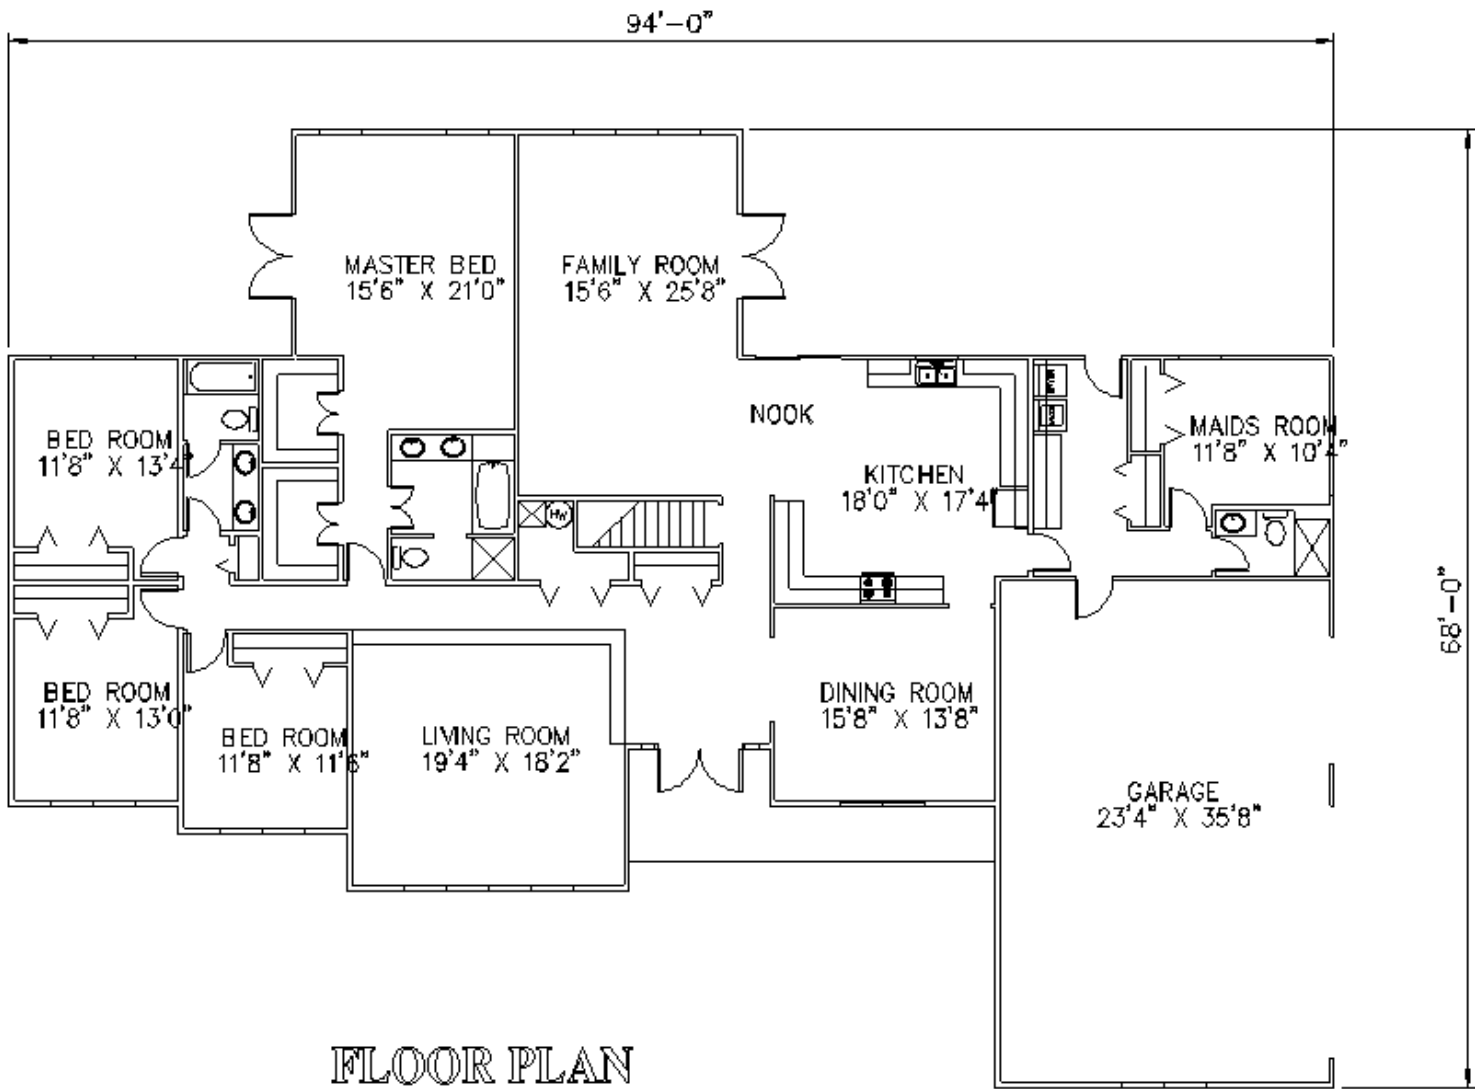 94'-0"
MASTER BED
15'6" X 21'0"
FAMILY ROOM
15'6" X 25'8"
NOOK
BED ROOM
11'8" X 13'4"
MAIDS ROOM
11'8" X 10'4"
KITCHEN
18'0" X 17'4"
HW
68'-0"
BED ROOM
11'8" X 13'0"
BED ROOM
11'8" X 11'6"
LIVING ROOM
19'4" X 18'2"
DINING ROOM
15'8" X 13'8"
GARAGE
23'4" X 35'8"
FLOOR PLAN